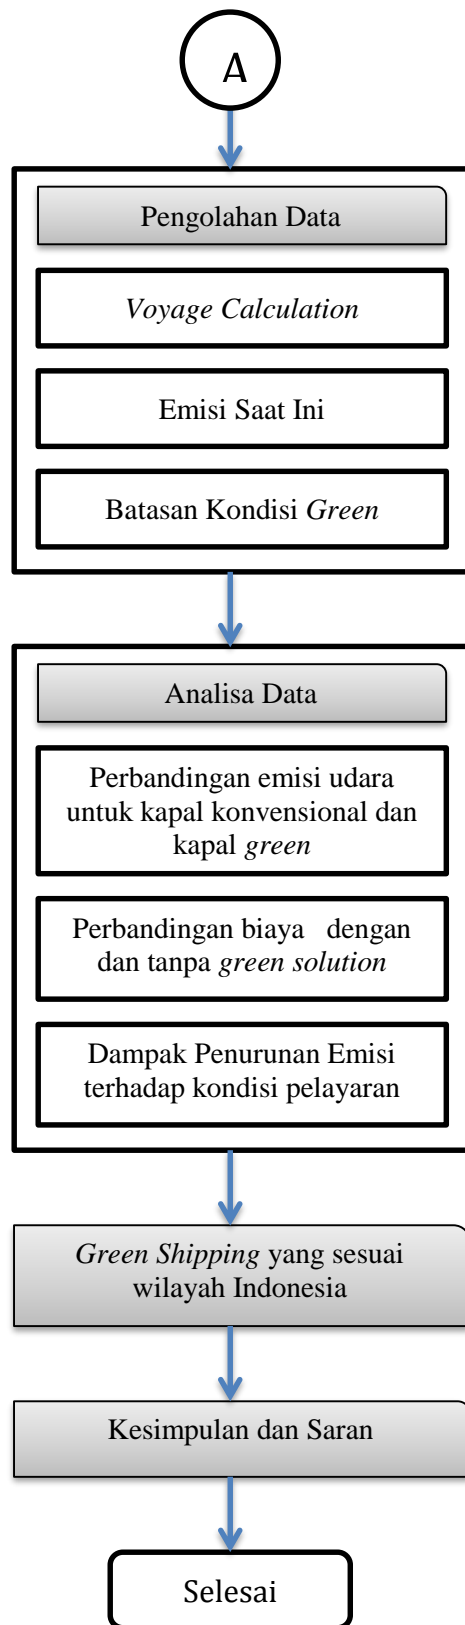 A
Pengolahan Data
Voyage Calculation
Emisi Saat Ini
Batasan Kondisi Green
Analisa Data
Perbandingan emisi udara
untuk kapal konvensional dan
kapal green
Perbandingan biaya dengan
dan tanpa green solution
Dampak Penurunan Emisi
terhadap kondisi pelayaran
Green Shipping yang sesuai
wilayah Indonesia
Kesimpulan dan Saran
Selesai